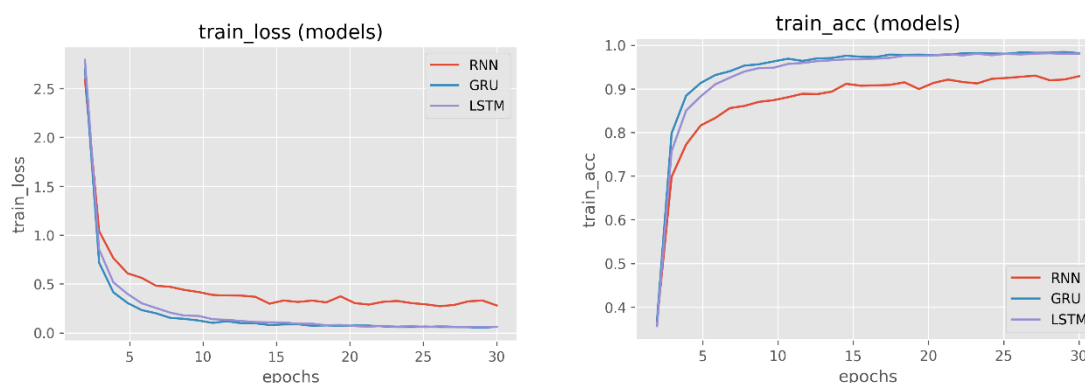 train_loss (models)
2.5
2.0
1.5
1.0
0.5
0.0
train_loss
RNN
GRU
LSTM
5
10
15
20
25
30
epochs
train_acc (models)
1.0
0.9
0.8
0.7
0.6
0.5
0.4
train_acc
RNN
GRU
LSTM
5
10
15
20
25
30
epochs